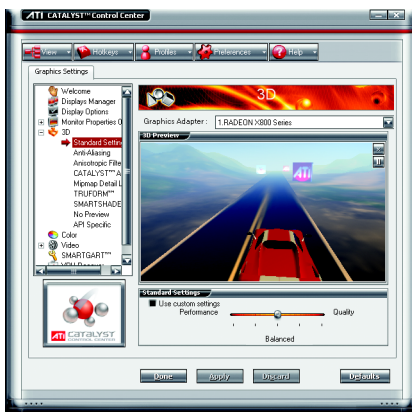 ATI CATALYST™ Control Center
View Hotkeys Profiles Preferences Help
Graphics Settings
Welcome
Displays Manager
Display Options
Monitor Properties 0
3D
Standard Settin
Anti-Aliasing
Anisotropic Filte
CATALYST™ A
Mipmap Detail L
TRUFORM™
SMARTSHADE
No Preview
API Specific
Color
Video
SMARTGART™
VPU Recover
3D
Graphics Adapter :
1.RADEON X800 Series
3D Preview
ATI
Standard Settings
Use custom settings
Performance Quality
Balanced
ATI CATALYST
CONTROL CENTER
Done Apply Discard Defaults